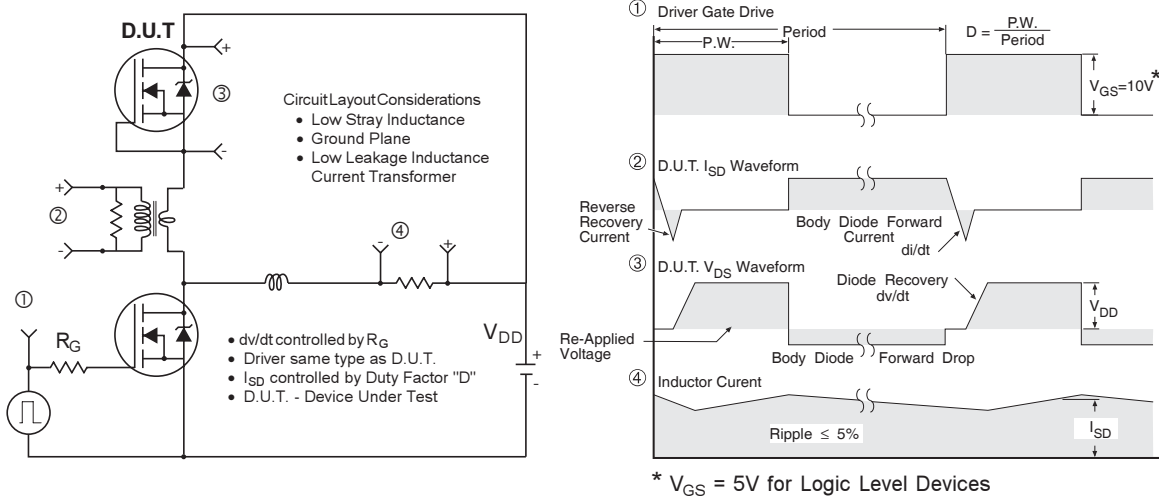 D.U.T
+
③
-
Circuit Layout Considerations
• Low Stray Inductance
• Ground Plane
• Low Leakage Inductance
Current Transformer
+
②
-
④
-
+
①
R_G
• dv/dt controlled by R_G
• Driver same type as D.U.T.
• I_SD controlled by Duty Factor "D"
• D.U.T. - Device Under Test
V_DD
+
-
① Driver Gate Drive
P.W.
Period
D = P.W. / Period
V_GS=10V *
② D.U.T. I_SD Waveform
Reverse
Recovery
Current
Body Diode Forward
Current
di/dt
③ D.U.T. V_DS Waveform
Diode Recovery
dv/dt
V_DD
Re-Applied
Voltage
Body Diode
Forward Drop
④ Inductor Curent
Ripple ≤ 5%
I_SD
* V_GS = 5V for Logic Level Devices